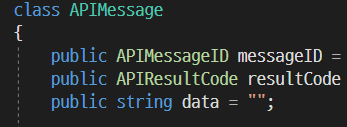 class APIMessage
{
public APIMessageID messageID =
public APIResultCode resultCode
public string data = "";